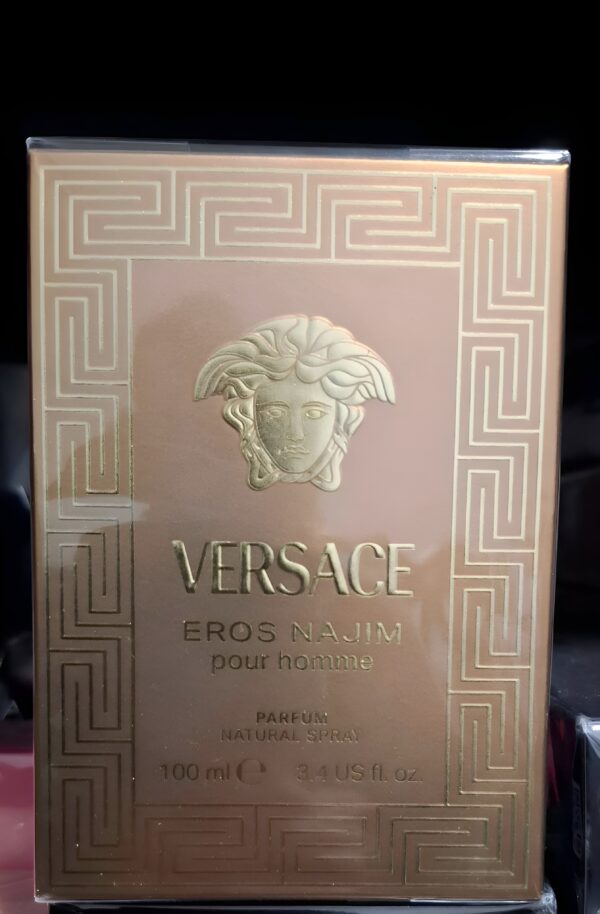 VERSACE
EROS NAJIM
pour homme
PARFUM
NATURAL SPRAY
100 ml ℮ 3.4 US fl. oz.